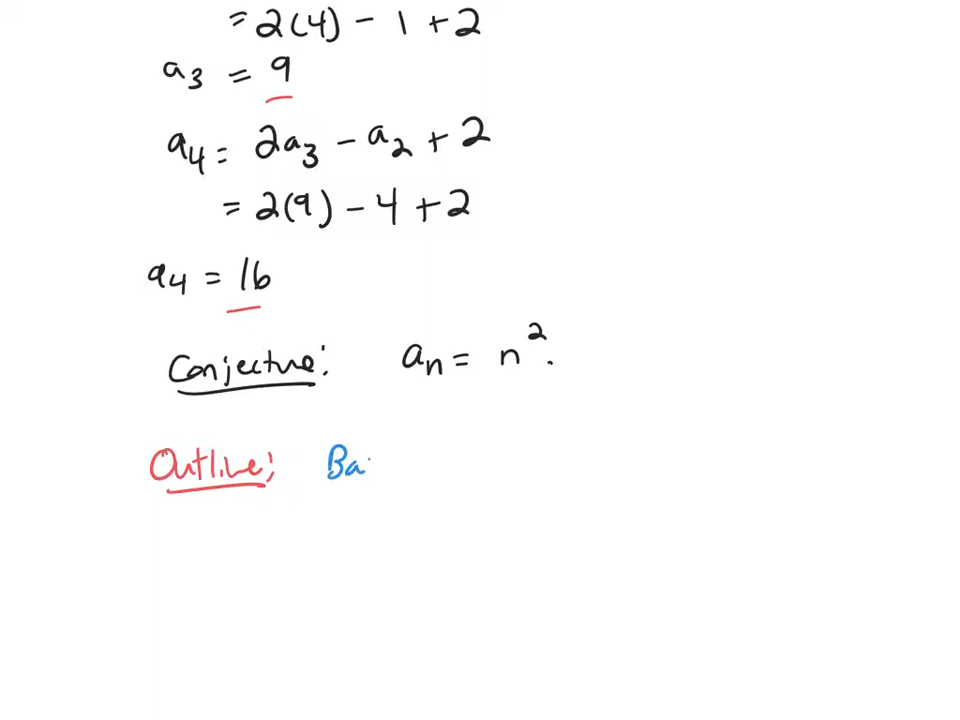 = 2(4) - 1 + 2
a₃ = 9
a₄ = 2a₃ - a₂ + 2
= 2(9) - 4 + 2
a₄ = 16
Conjecture: aₙ = n².
Outline: Ba